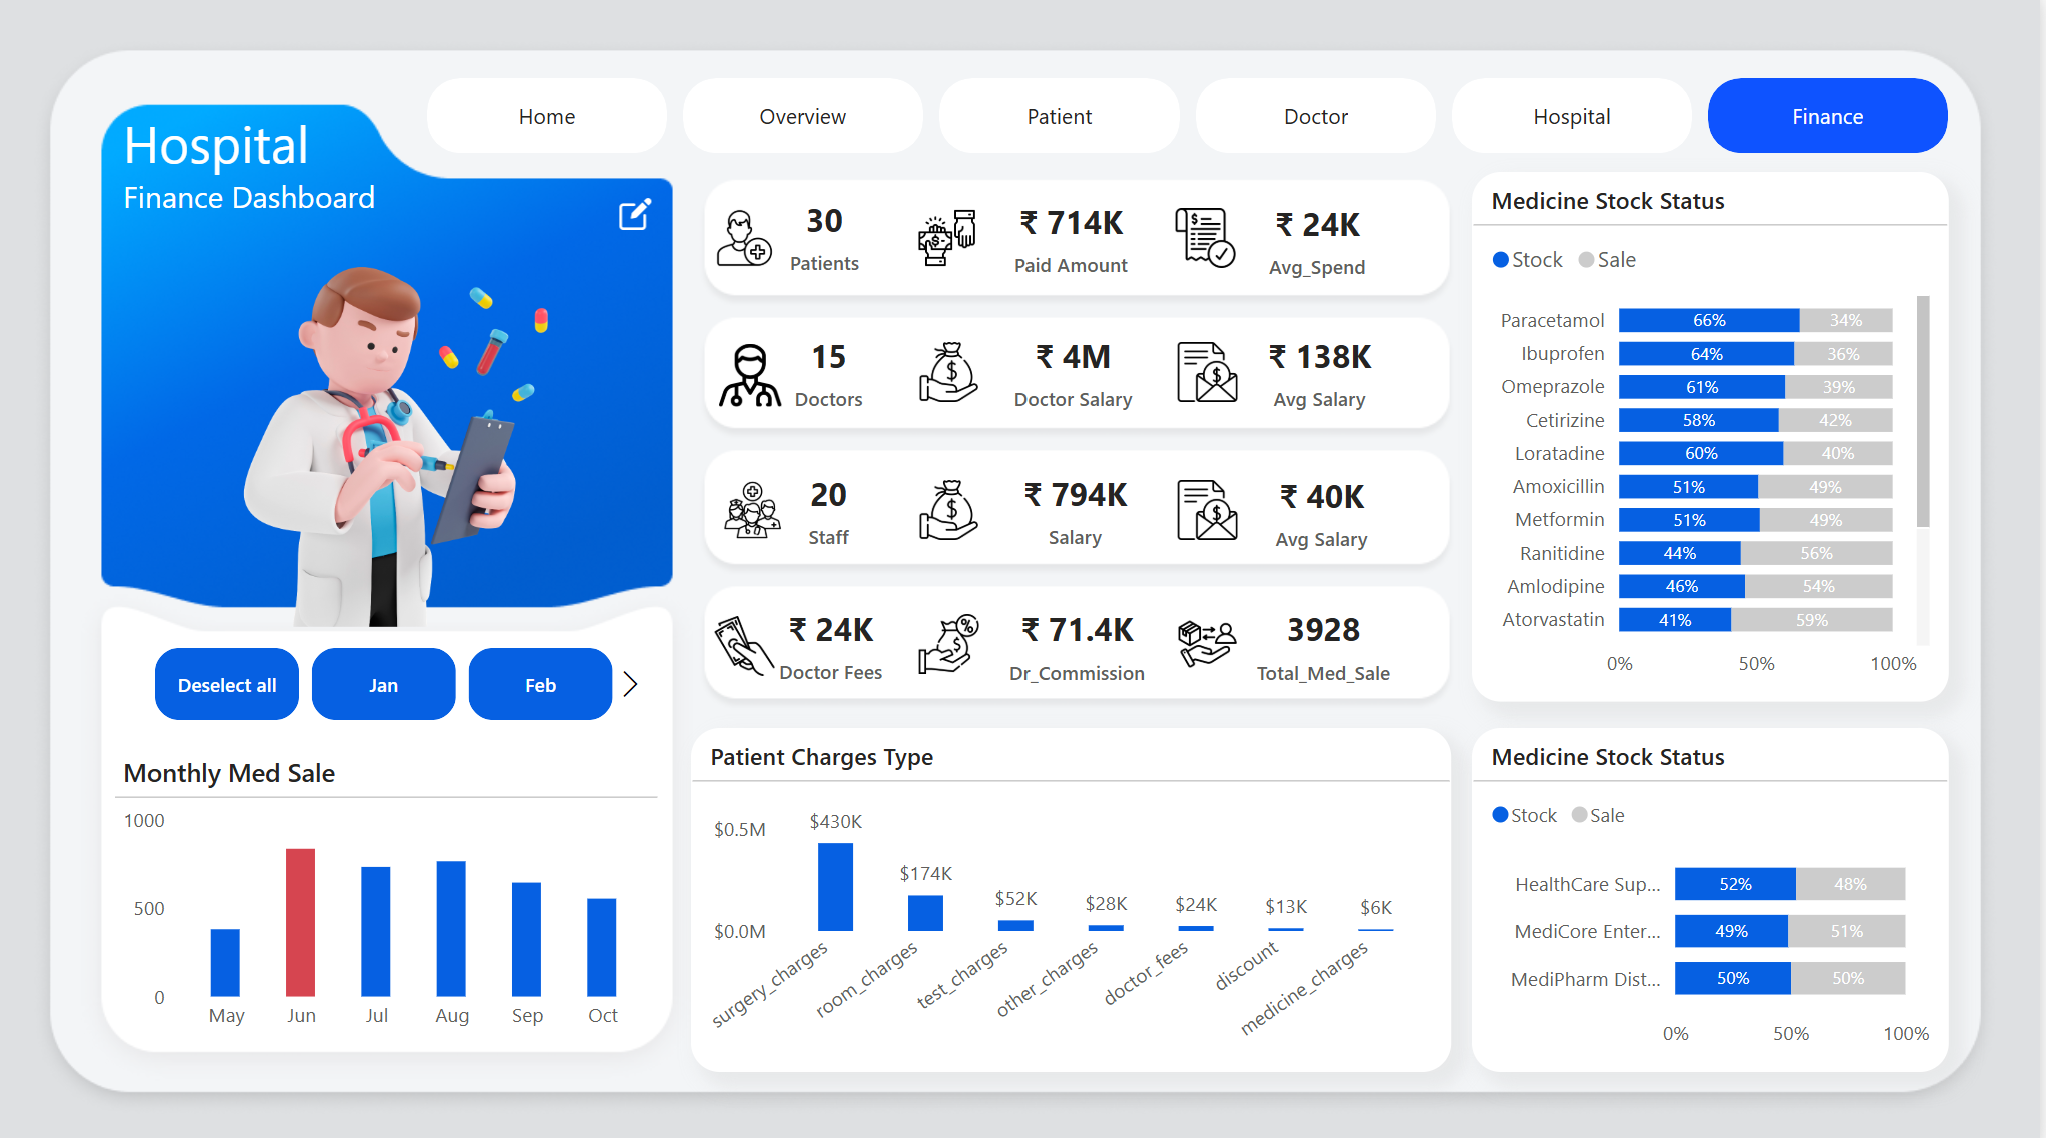 Home
Overview
Patient
Doctor
Hospital
Finance
Hospital
Finance Dashboard
30
Patients
₹ 714K
Paid Amount
₹ 24K
Avg_Spend
15
Doctors
₹ 4M
Doctor Salary
₹ 138K
Avg Salary
20
Staff
₹ 794K
Salary
₹ 40K
Avg Salary
₹ 24K
Doctor Fees
₹ 71.4K
Dr_Commission
3928
Total_Med_Sale
Medicine Stock Status
Stock Sale
Paracetamol 66% 34%
Ibuprofen 64% 36%
Omeprazole 61% 39%
Cetirizine 58% 42%
Loratadine 60% 40%
Amoxicillin 51% 49%
Metformin 51% 49%
Ranitidine 44% 56%
Amlodipine 46% 54%
Atorvastatin 41% 59%
0% 50% 100%
Deselect all
Jan
Feb
Monthly Med Sale
1000
500
0
May Jun Jul Aug Sep Oct
Patient Charges Type
$0.5M
$0.0M
$430K
$174K
$52K
$28K
$24K
$13K
$6K
surgery_charges
room_charges
test_charges
other_charges
doctor_fees
discount
medicine_charges
Medicine Stock Status
Stock Sale
HealthCare Sup... 52% 48%
MediCore Enter... 49% 51%
MediPharm Dist... 50% 50%
0% 50% 100%